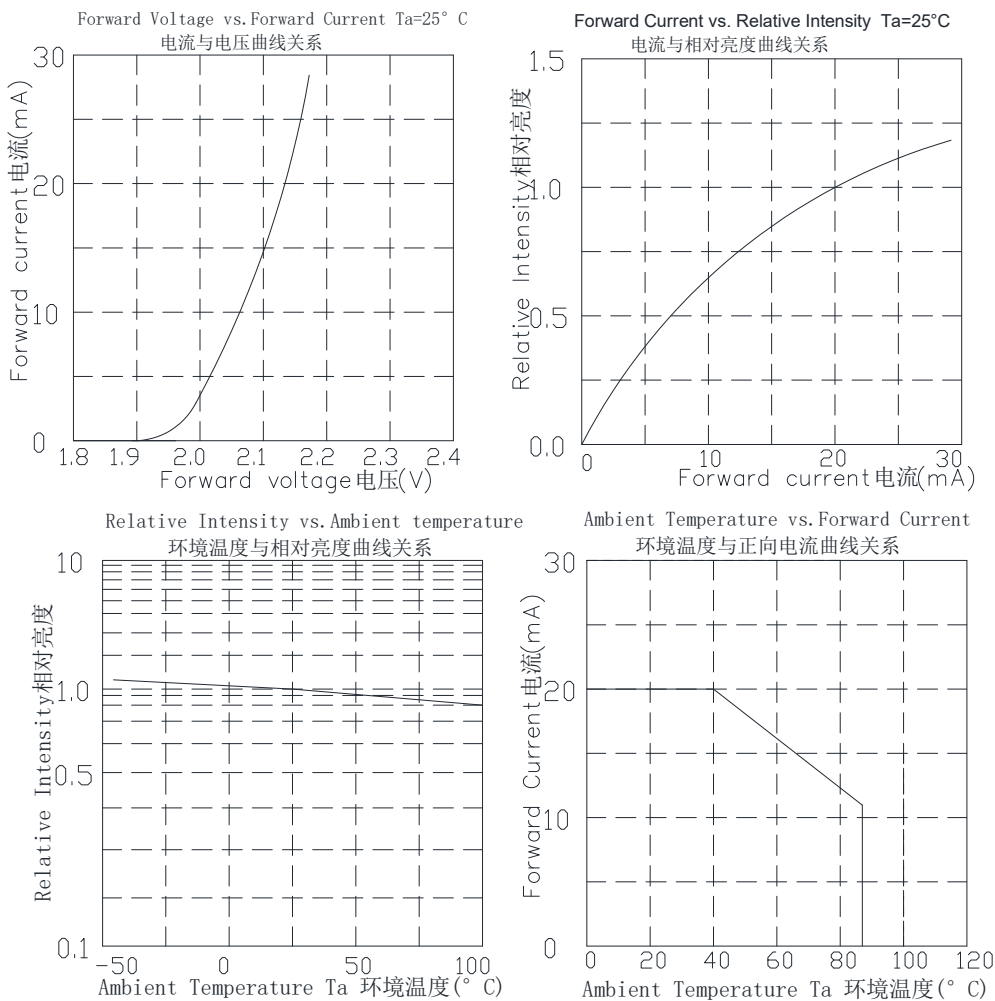 Forward Voltage vs.Forward Current Ta=25°C
电流与电压曲线关系
Forward current电流(mA)
30
20
10
0
1.8 1.9 2.0 2.1 2.2 2.3 2.4
Forward voltage电压(V)
Forward Current vs. Relative Intensity Ta=25°C
电流与相对亮度曲线关系
Relative Intensity相对亮度
1.5
1.0
0.5
0.0
0 10 20 30
Forward current电流(mA)
Relative Intensity vs.Ambient temperature
环境温度与相对亮度曲线关系
Relative Intensity相对亮度
10
1.0
0.5
0.1
-50 0 50 100
Ambient Temperature Ta 环境温度(°C)
Ambient Temperature vs.Forward Current
环境温度与正向电流曲线关系
Forward Current电流(mA)
30
20
10
0
0 20 40 60 80 100 120
Ambient Temperature Ta 环境温度(°C)